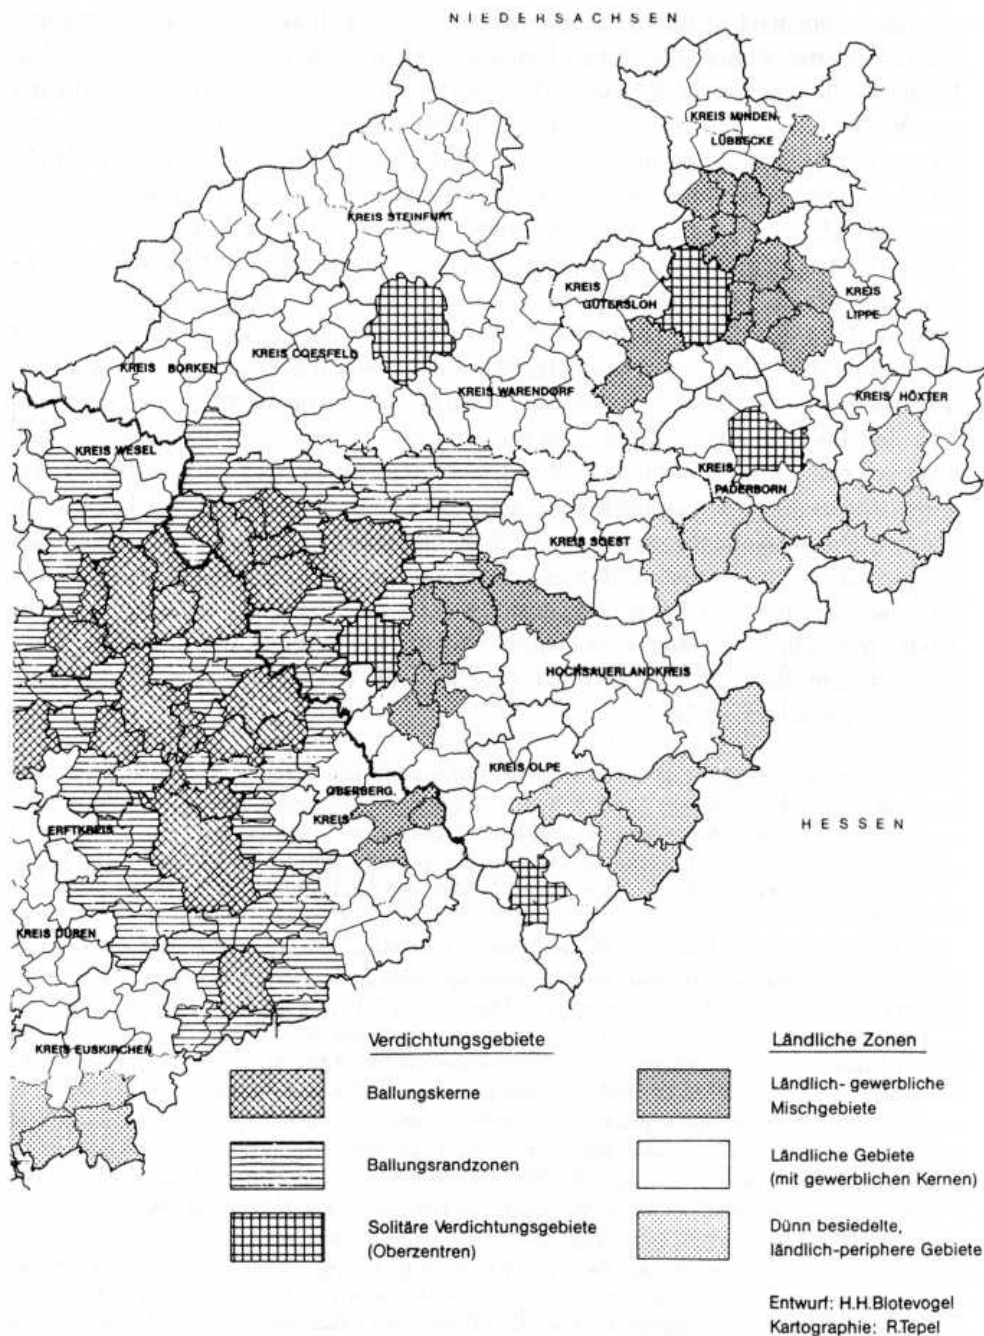 NIEDERSACHSEN
KREIS MINDEN-
LÜBBECKE
KREIS STEINFURT
KREIS
GÜTERSLOH
KREIS
LIPPE
KREIS COESFELD
KREIS BORKEN
KREIS WARENDORF
KREIS HÖXTER
KREIS WESEL
KREIS
PADERBORN
KREIS SOEST
HOCHSAUERLANDKREIS
KREIS OLPE
OBERBERG.
KREIS
HESSEN
ERFTKREIS
KREIS DÜREN
KREIS EUSKIRCHEN
Verdichtungsgebiete
Ballungskerne
Ballungsrandzonen
Solitäre Verdichtungsgebiete
(Oberzentren)
Ländliche Zonen
Ländlich-gewerbliche
Mischgebiete
Ländliche Gebiete
(mit gewerblichen Kernen)
Dünn besiedelte,
ländlich-periphere Gebiete
Entwurf: H.H.Blotevogel
Kartographie: R.Tepel